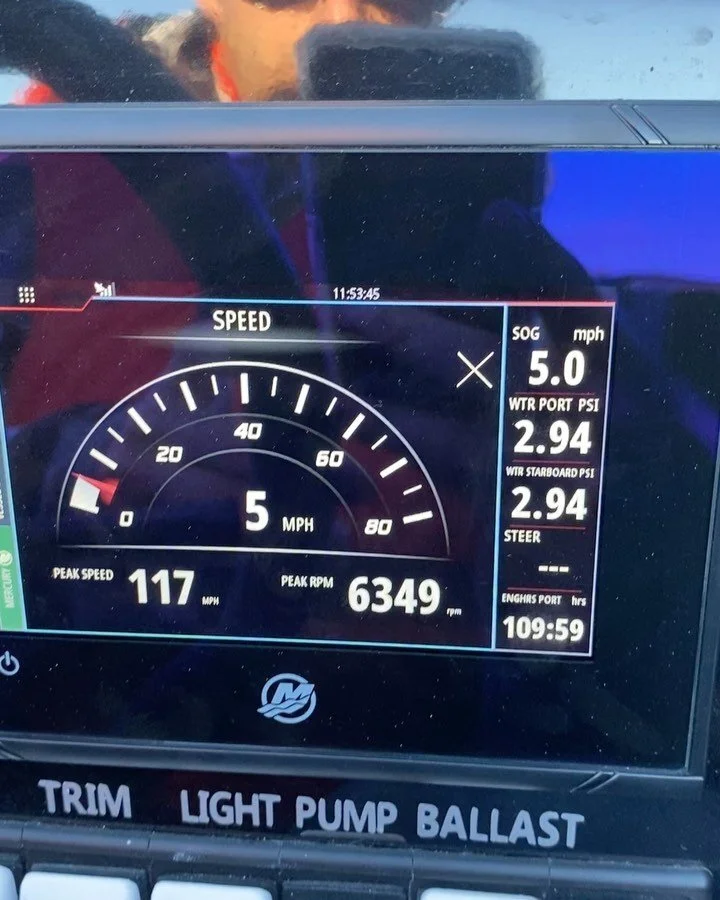 11:53:45
SPEED
0
20
40
60
80
5 MPH
PEAK SPEED 117 MPH
PEAK RPM 6349 rpm
SOG mph
5.0
WTR PORT PSI
2.94
WTR STARBOARD PSI
2.94
STEER
---
ENGHRS PORT hrs
109:59
MERCURY
M
TRIM LIGHT PUMP BALLAST